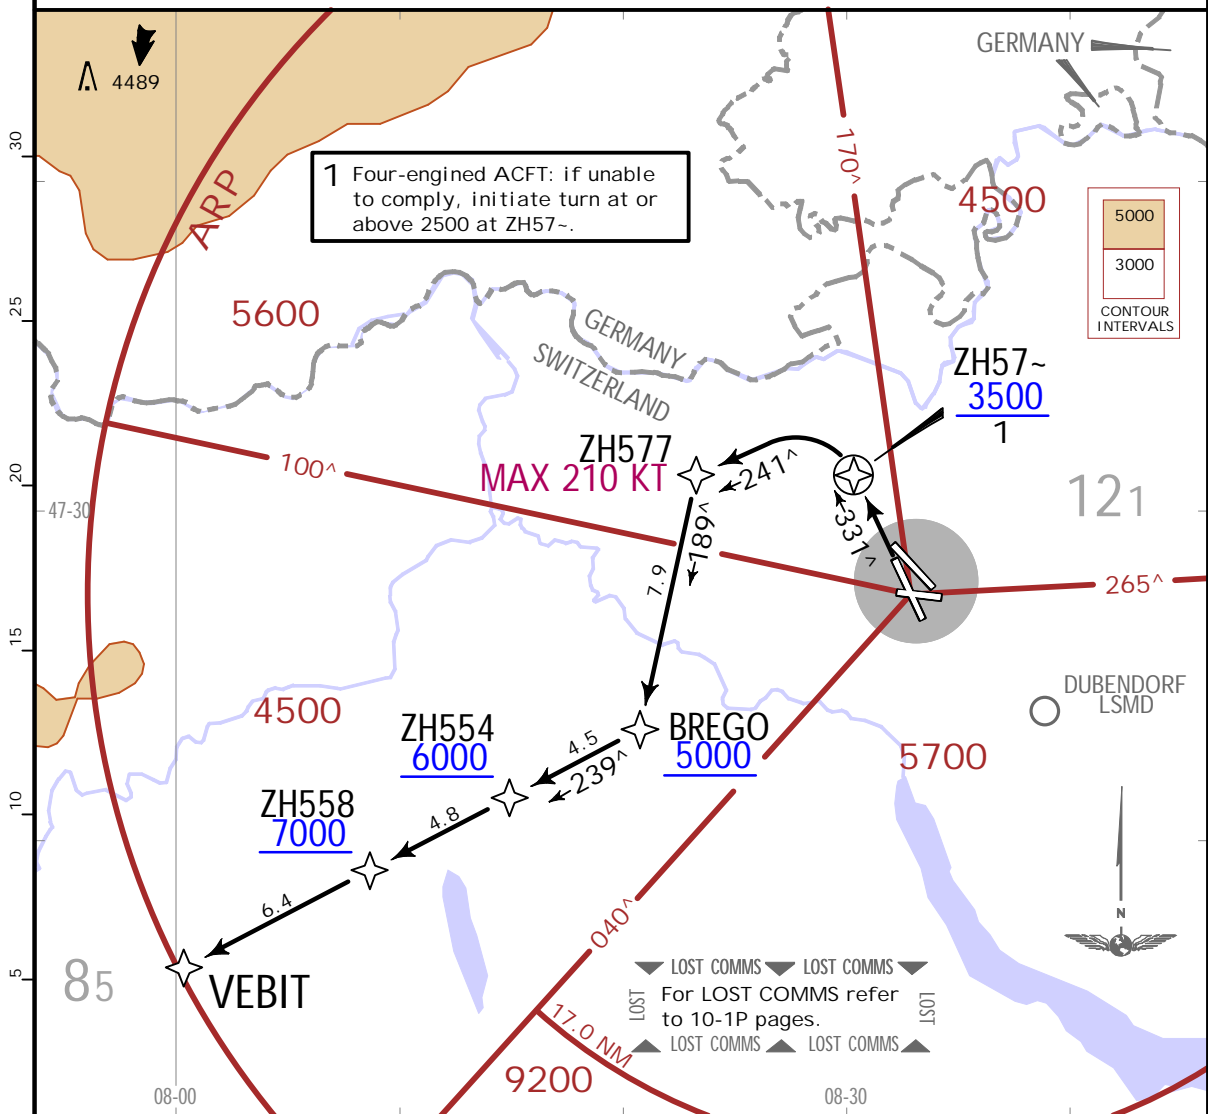 GERMANY
4489
30
170^
1 Four-engined ACFT: if unable
to comply, initiate turn at or
above 2500 at ZH57~.
ARP
4500
5000
3000
CONTOUR
INTERVALS
25
5600
GERMANY
SWITZERLAND
ZH57~
3500
1
ZH577
MAX 210 KT
241^
100^
20
47-30
121
331^
189^
7.9
265^
15
DUBENDORF
LSMD
4500
ZH554
6000
4.5
239^
BREGO
5000
5700
10
ZH558
7000
4.8
6.4
040^
N
5
85
VEBIT
LOST COMMS LOST COMMS
LOST
For LOST COMMS refer
to 10-1P pages.
LOST
LOST COMMS LOST COMMS
17.0 NM
9200
08-00
08-30